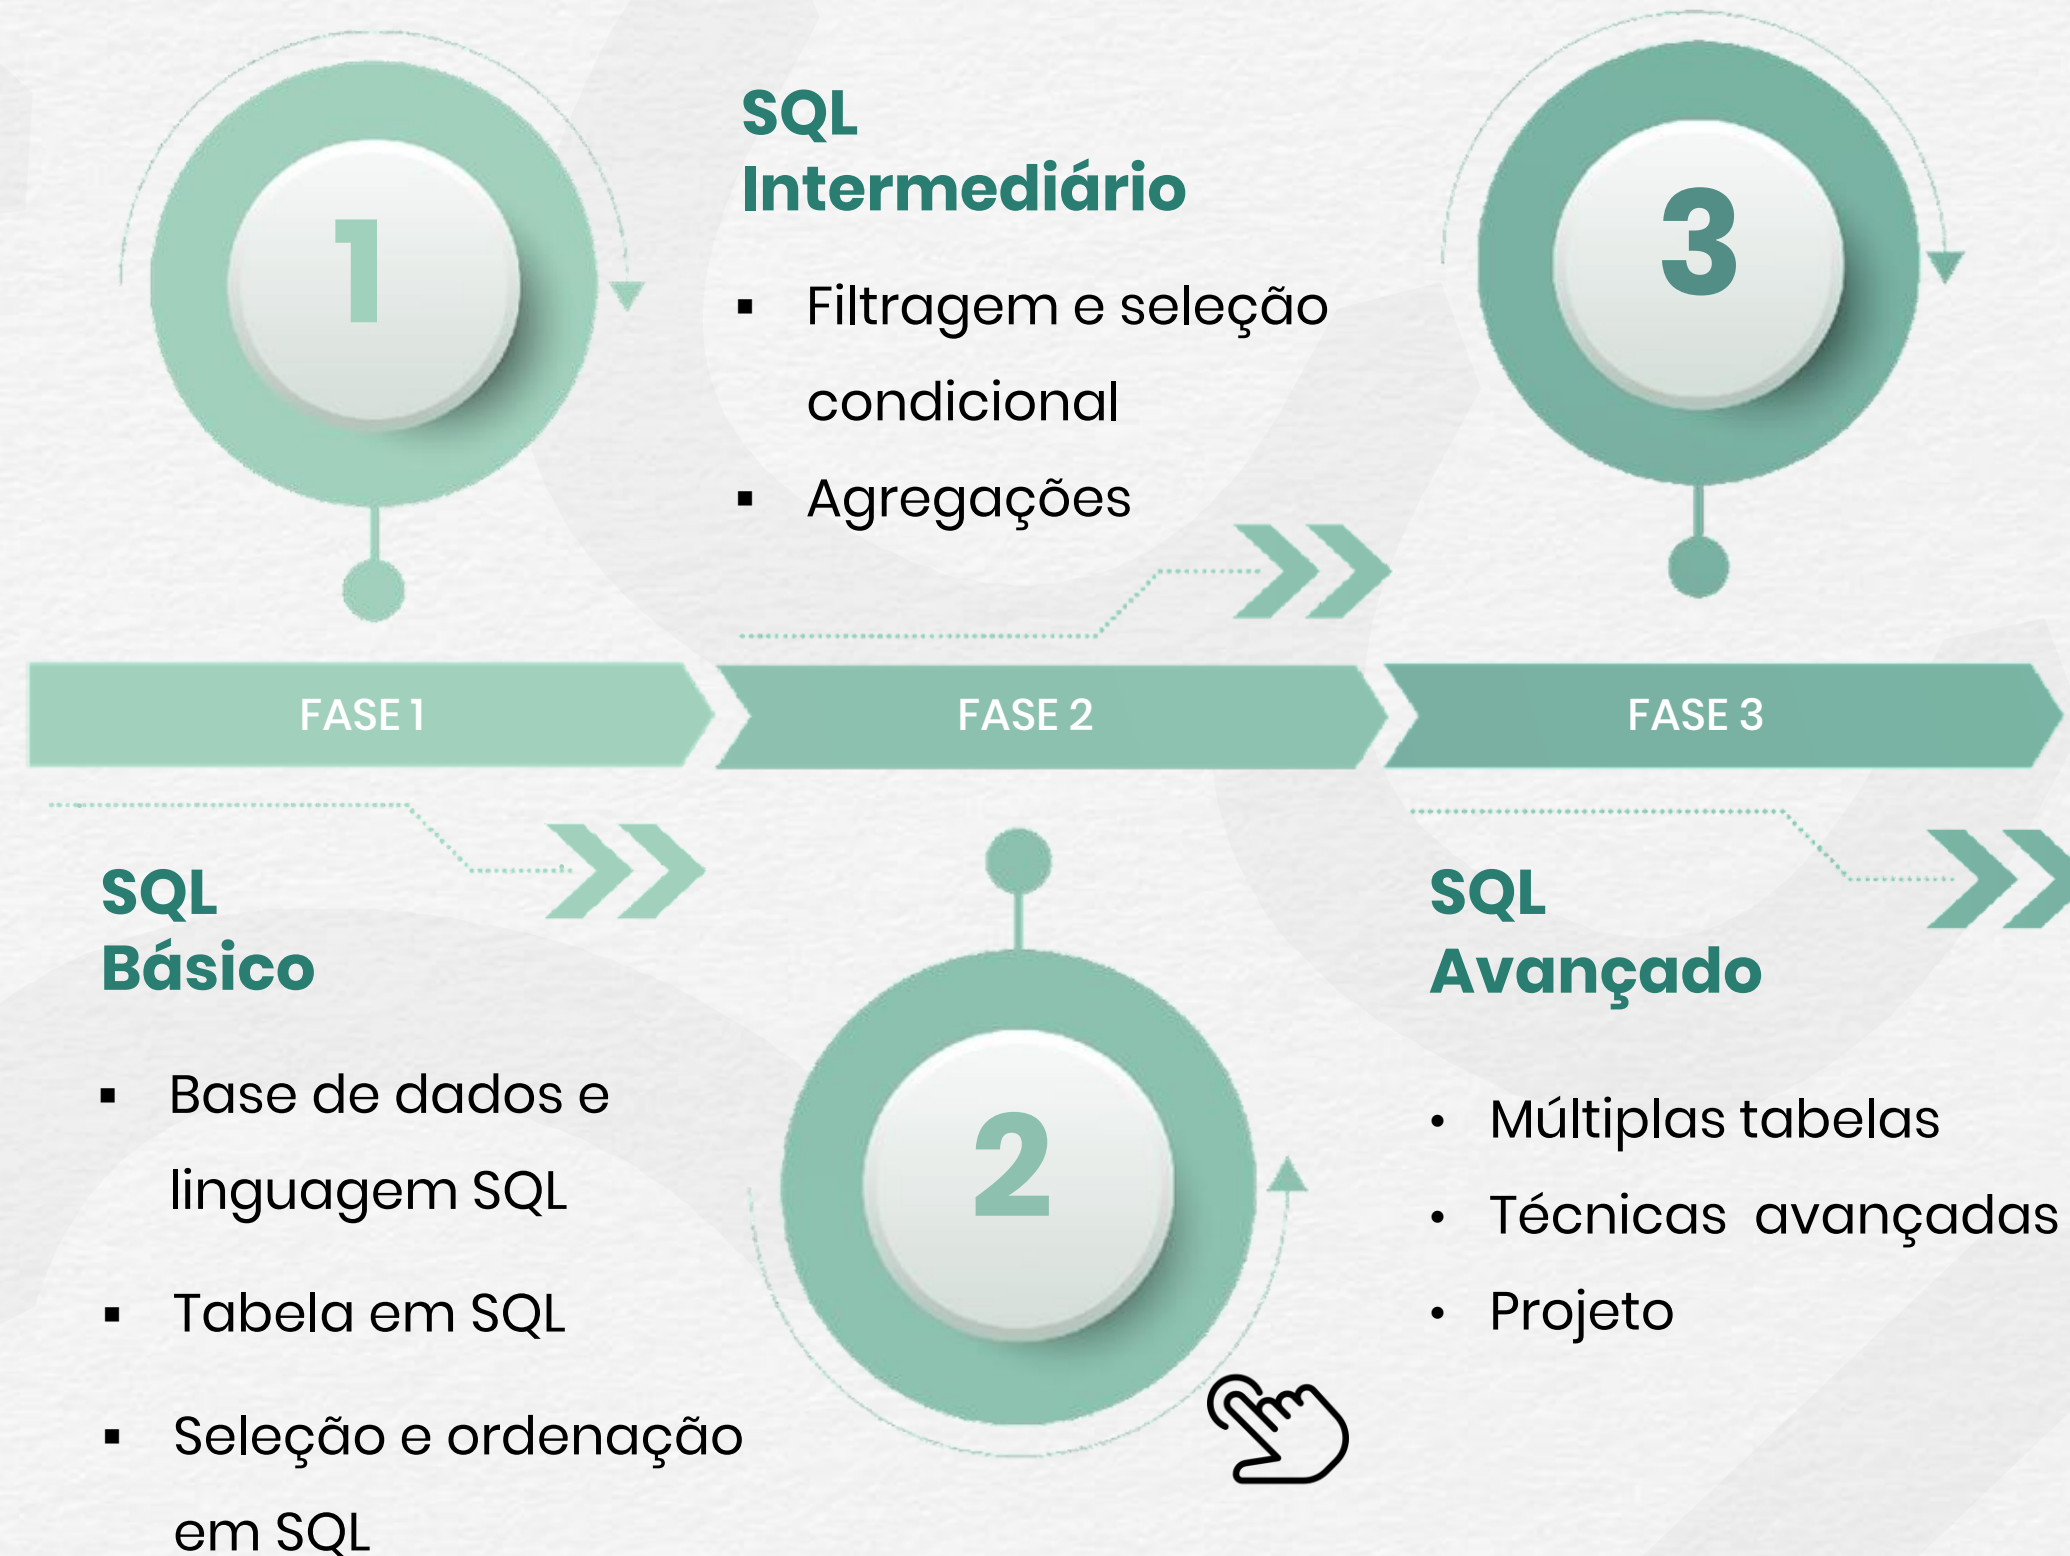 1
SQL
Intermediário
▪ Filtragem e seleção
condicional
▪ Agregações
3
FASE 1
FASE 2
FASE 3
SQL
Básico
▪ Base de dados e
linguagem SQL
▪ Tabela em SQL
▪ Seleção e ordenação
em SQL
2
SQL
Avançado
• Múltiplas tabelas
• Técnicas avançadas
• Projeto